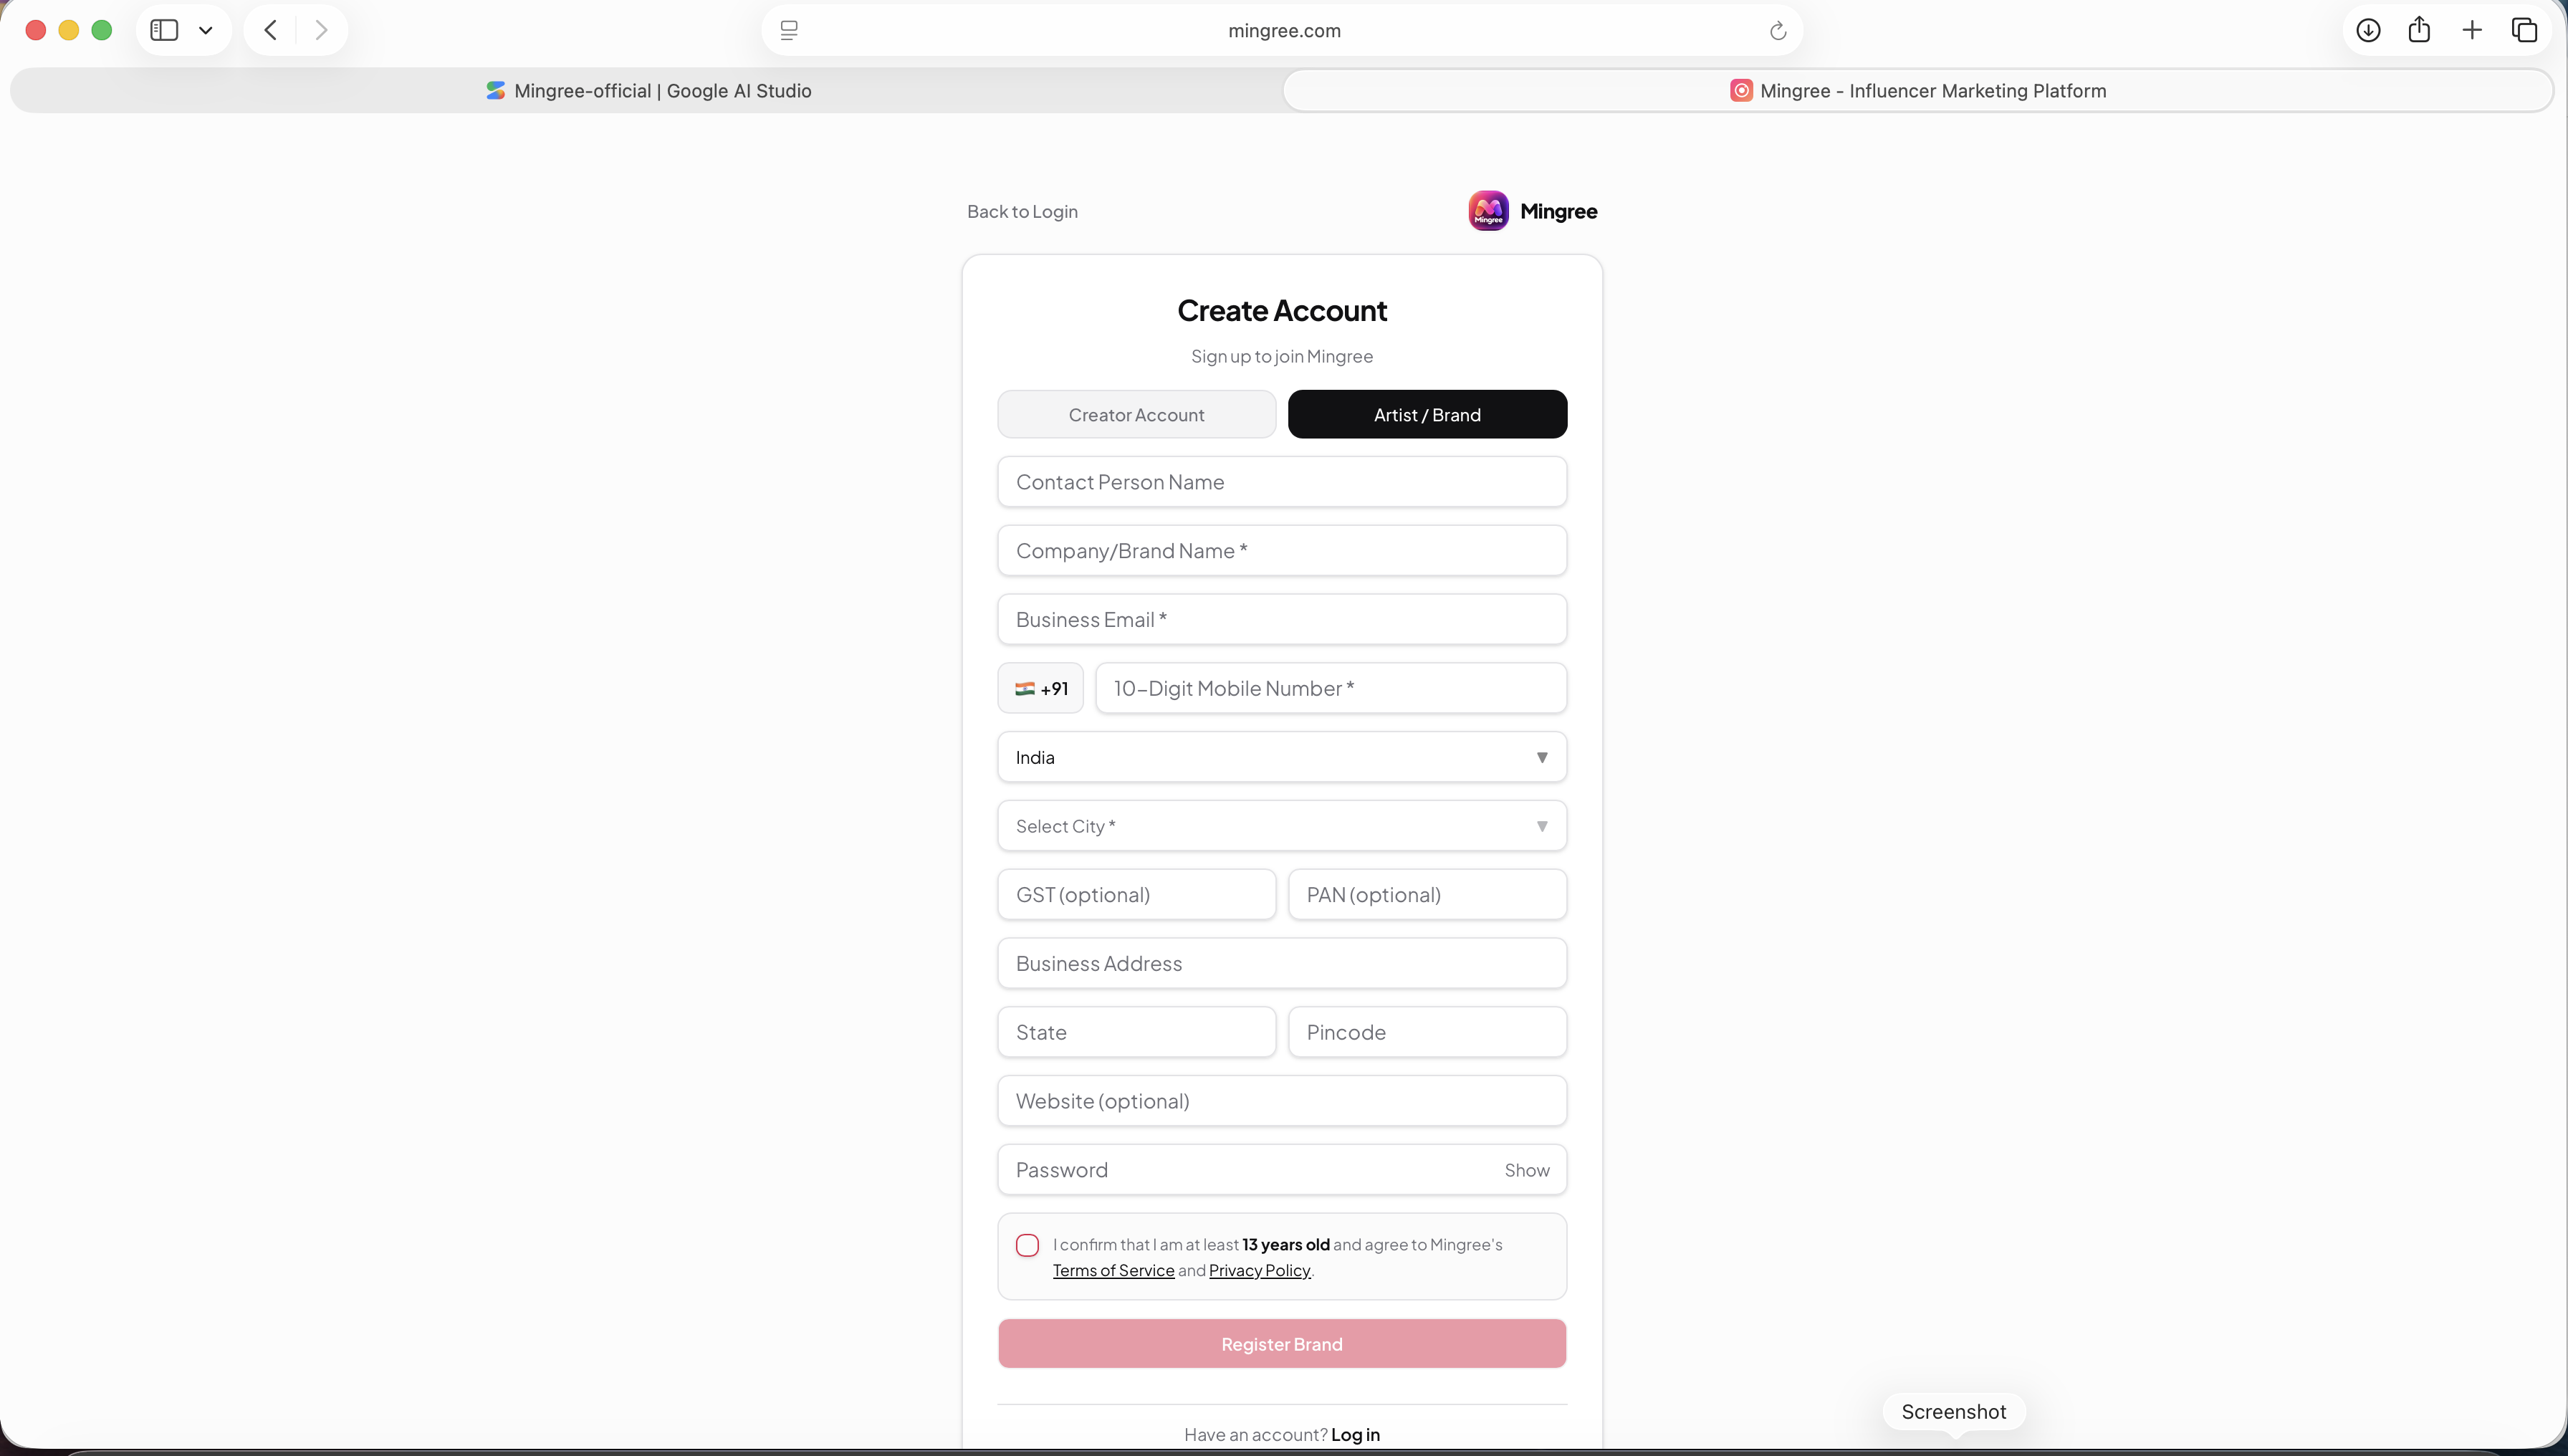 mingree.com
Mingree-official | Google AI Studio
Mingree - Influencer Marketing Platform
Back to Login
Mingree
Mingree
Create Account
Sign up to join Mingree
Creator Account
Artist / Brand
Contact Person Name
Company/Brand Name *
Business Email *
🇮🇳 +91
10-Digit Mobile Number *
India
Select City *
GST (optional)
PAN (optional)
Business Address
State
Pincode
Website (optional)
Password
Show
I confirm that I am at least 13 years old and agree to Mingree's
Terms of Service and Privacy Policy.
Register Brand
Have an account? Log in
Screenshot